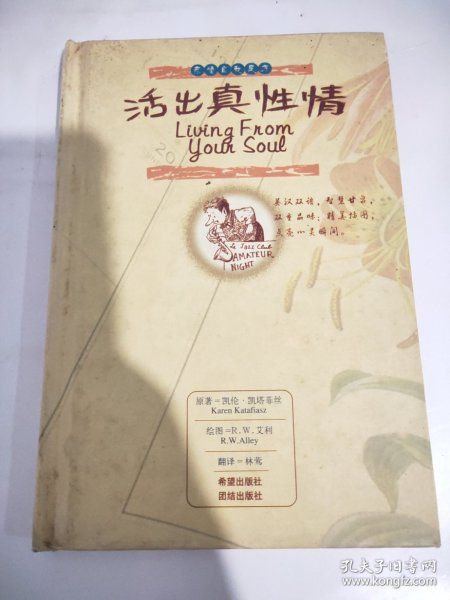 活出真性情
Living From
Your Soul
英汉双语，智慧甘泉，
双重品味；精美插图，
点亮心灵瞬间。
Le Jazz Club
AMATEUR
NIGHT
原著=凯伦·凯塔菲丝
Karen Katafiasz
绘图=R.W.艾利
R.W.Alley
翻译=林莺
希望出版社
团结出版社
孔夫子旧书网
www.kongfz.com